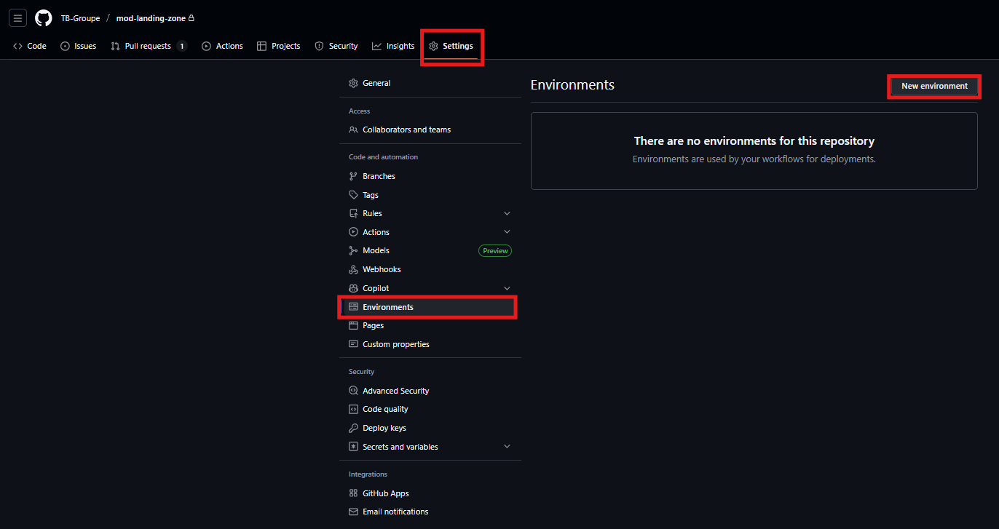 TB-Groupe / mod-landing-zone
Code Issues Pull requests 1 Actions Projects Security Insights Settings
General
Access
Collaborators and teams
Code and automation
Branches
Tags
Rules
Actions
Models Preview
Webhooks
Copilot
Environments
Pages
Custom properties
Security
Advanced Security
Code quality
Deploy keys
Secrets and variables
Integrations
GitHub Apps
Email notifications
Environments New environment
There are no environments for this repository
Environments are used by your workflows for deployments.